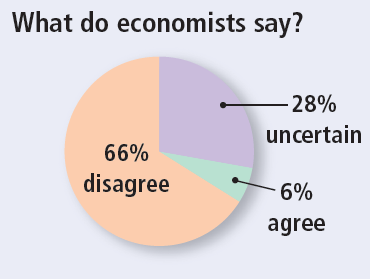 What do economists say?
28%
uncertain
66%
disagree
6%
agree